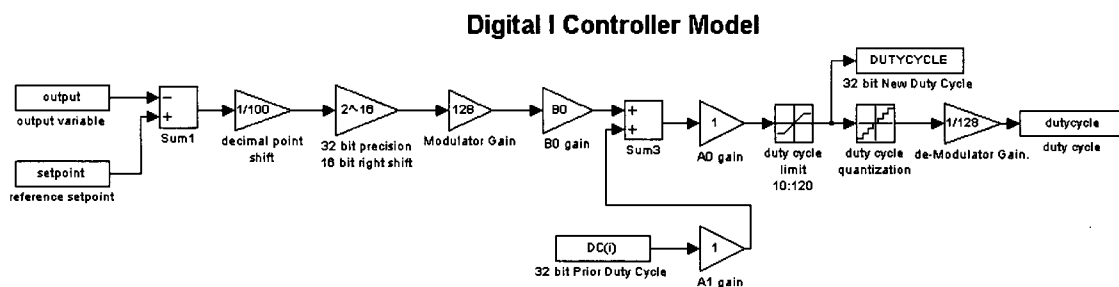 Digital I Controller Model
output
output variable
setpoint
reference setpoint
Sum1
1/100
decimal point
shift
2^-16
32 bit precision
16 bit right shift
128
Modulator Gain
B0
B0 gain
Sum3
1
A0 gain
duty cycle
limit
10:120
DUTYCYCLE
32 bit New Duty Cycle
duty cycle
quantization
1/128
de-Modulator Gain.
dutycycle
duty cycle
DC(i)
32 bit Prior Duty Cycle
1
A1 gain